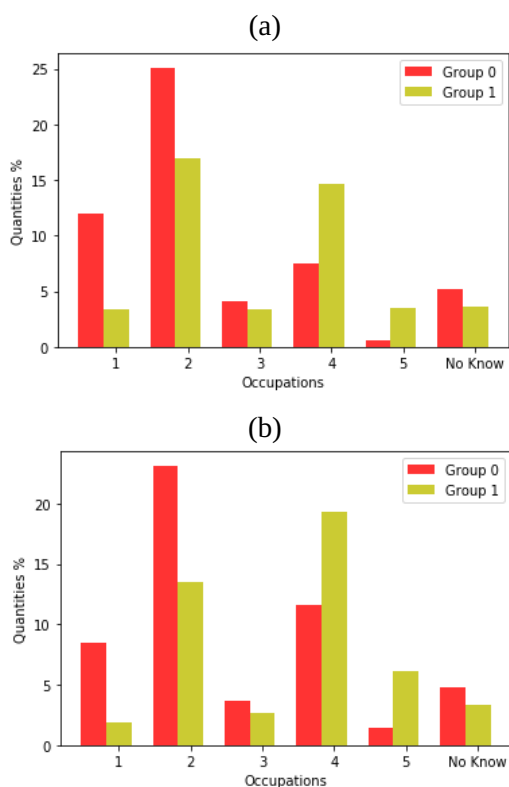 (a)
Group 0
Group 1
25
20
15
10
5
0
Quantities %
1 2 3 4 5 No Know
Occupations
(b)
Group 0
Group 1
20
15
10
5
0
Quantities %
1 2 3 4 5 No Know
Occupations